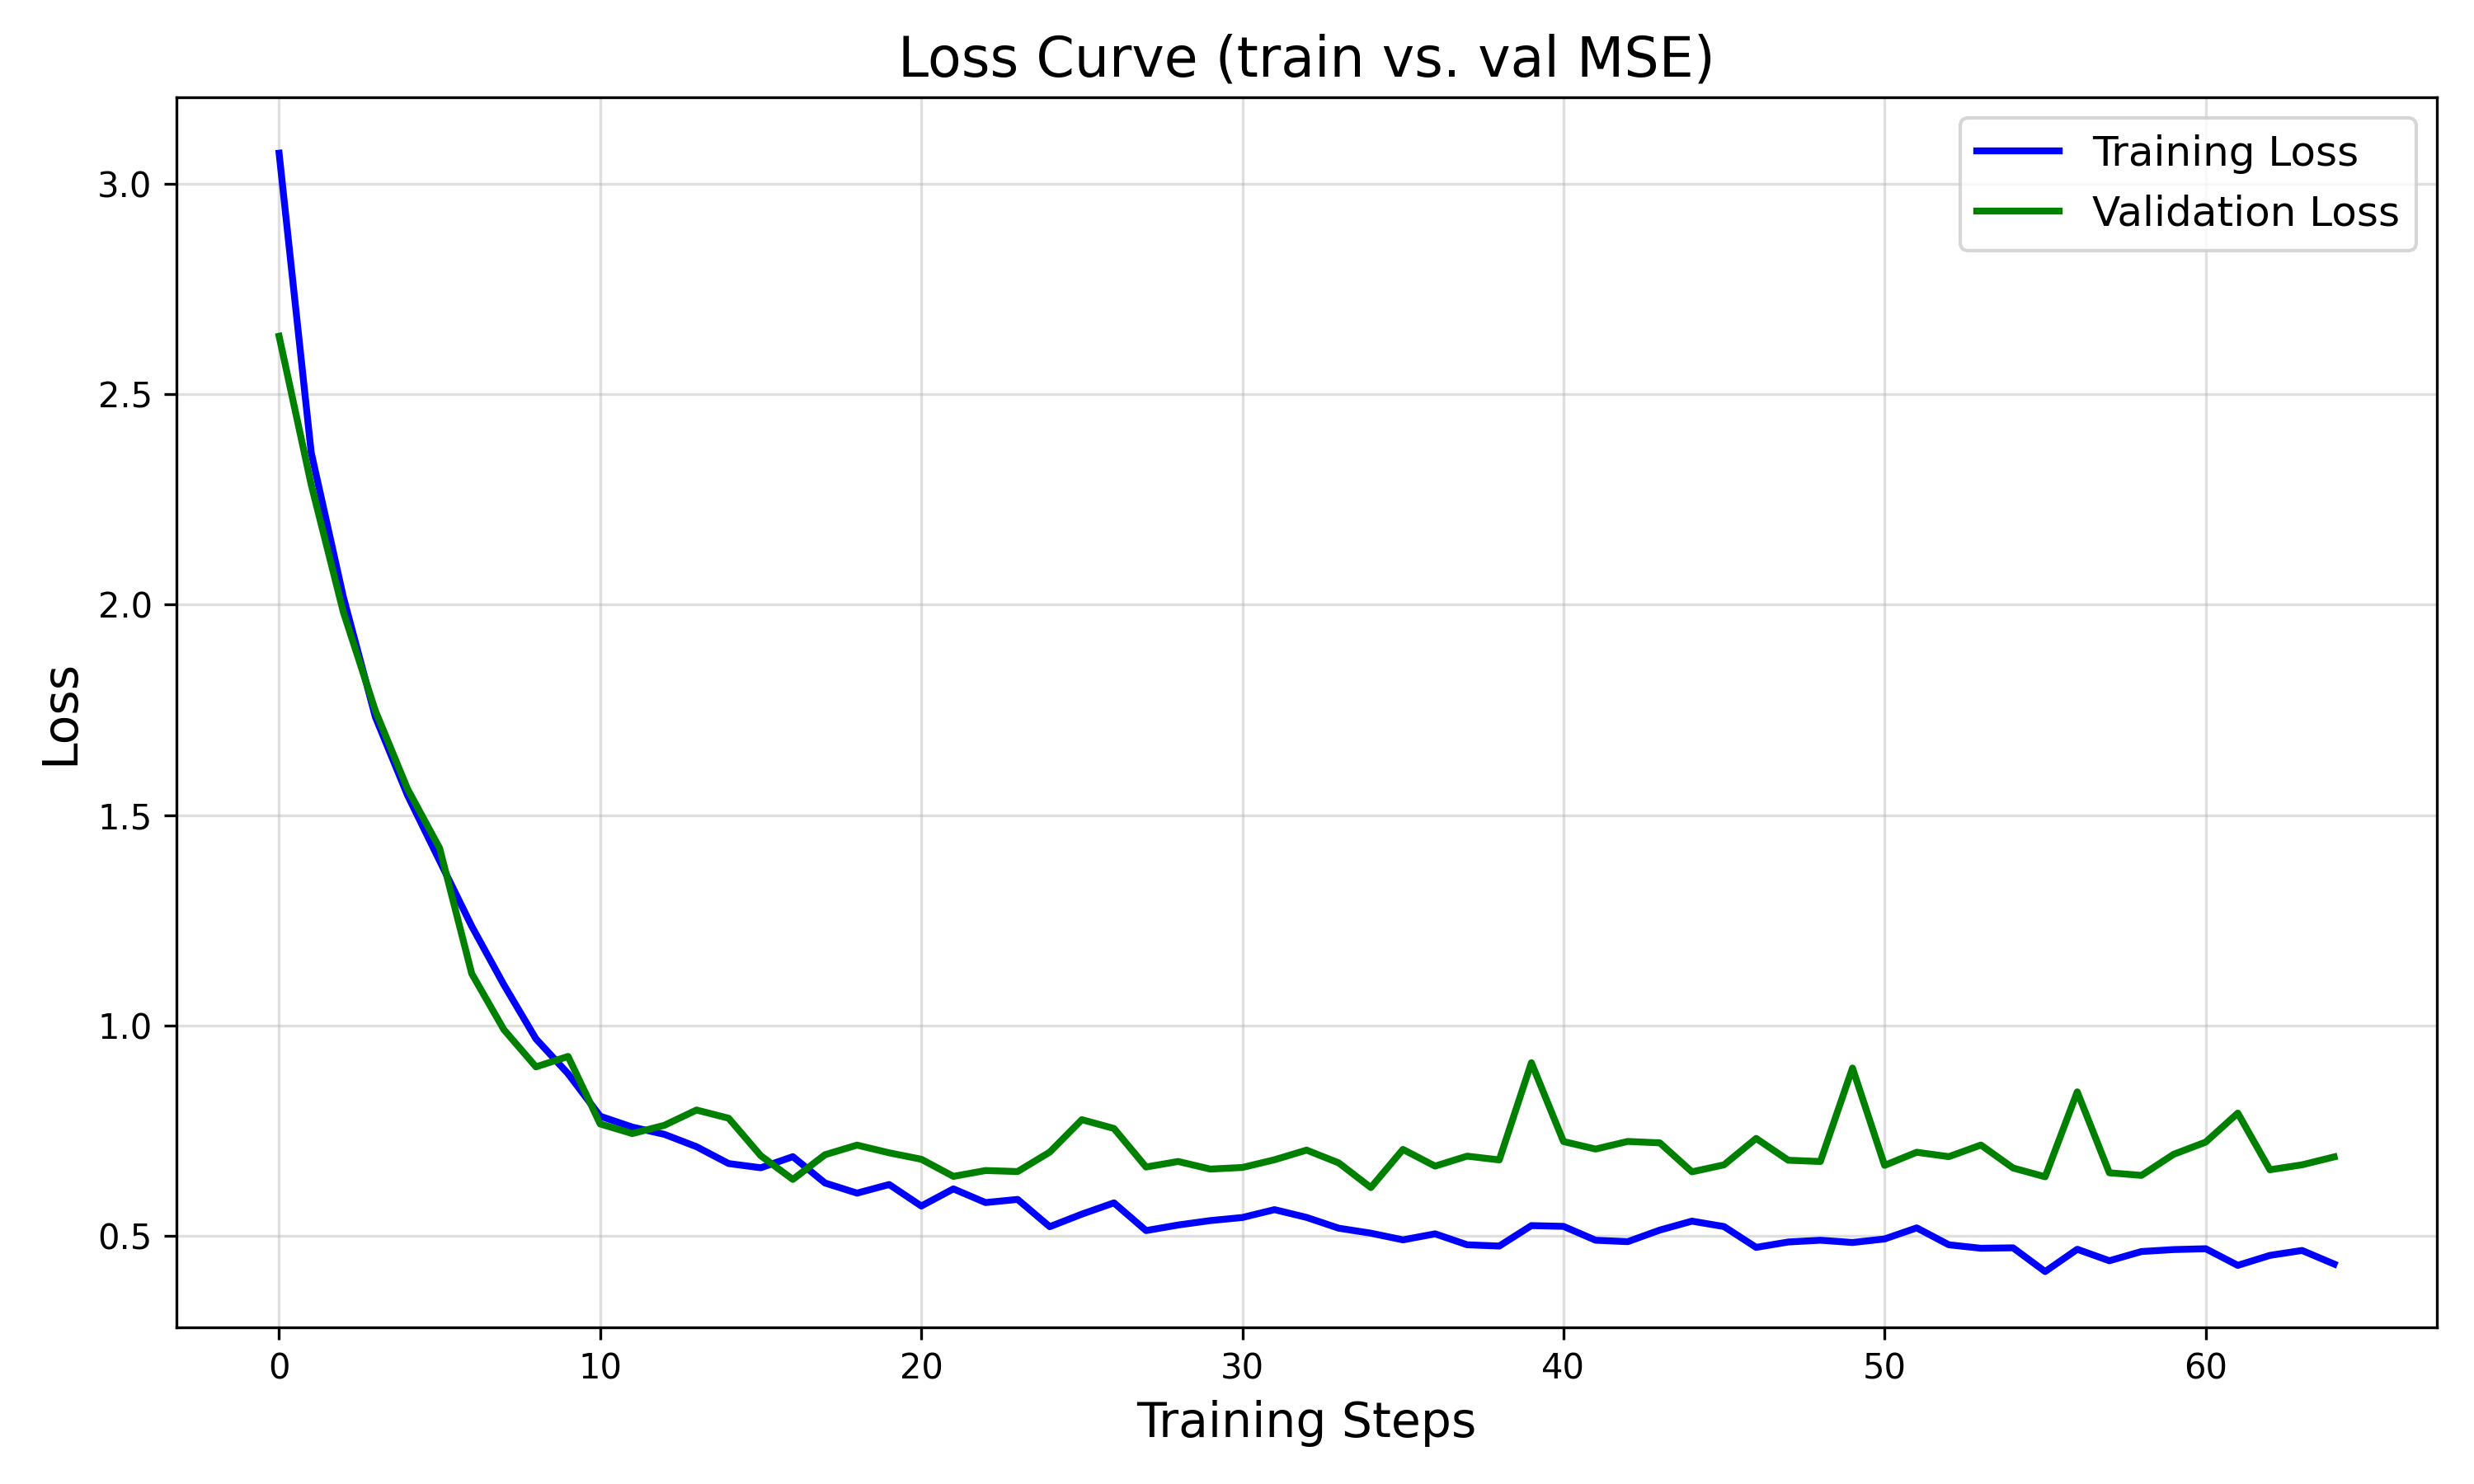 Loss Curve (train vs. val MSE)
Training Loss
Validation Loss
3.0
2.5
2.0
1.5
1.0
0.5
Loss
0 10 20 30 40 50 60
Training Steps